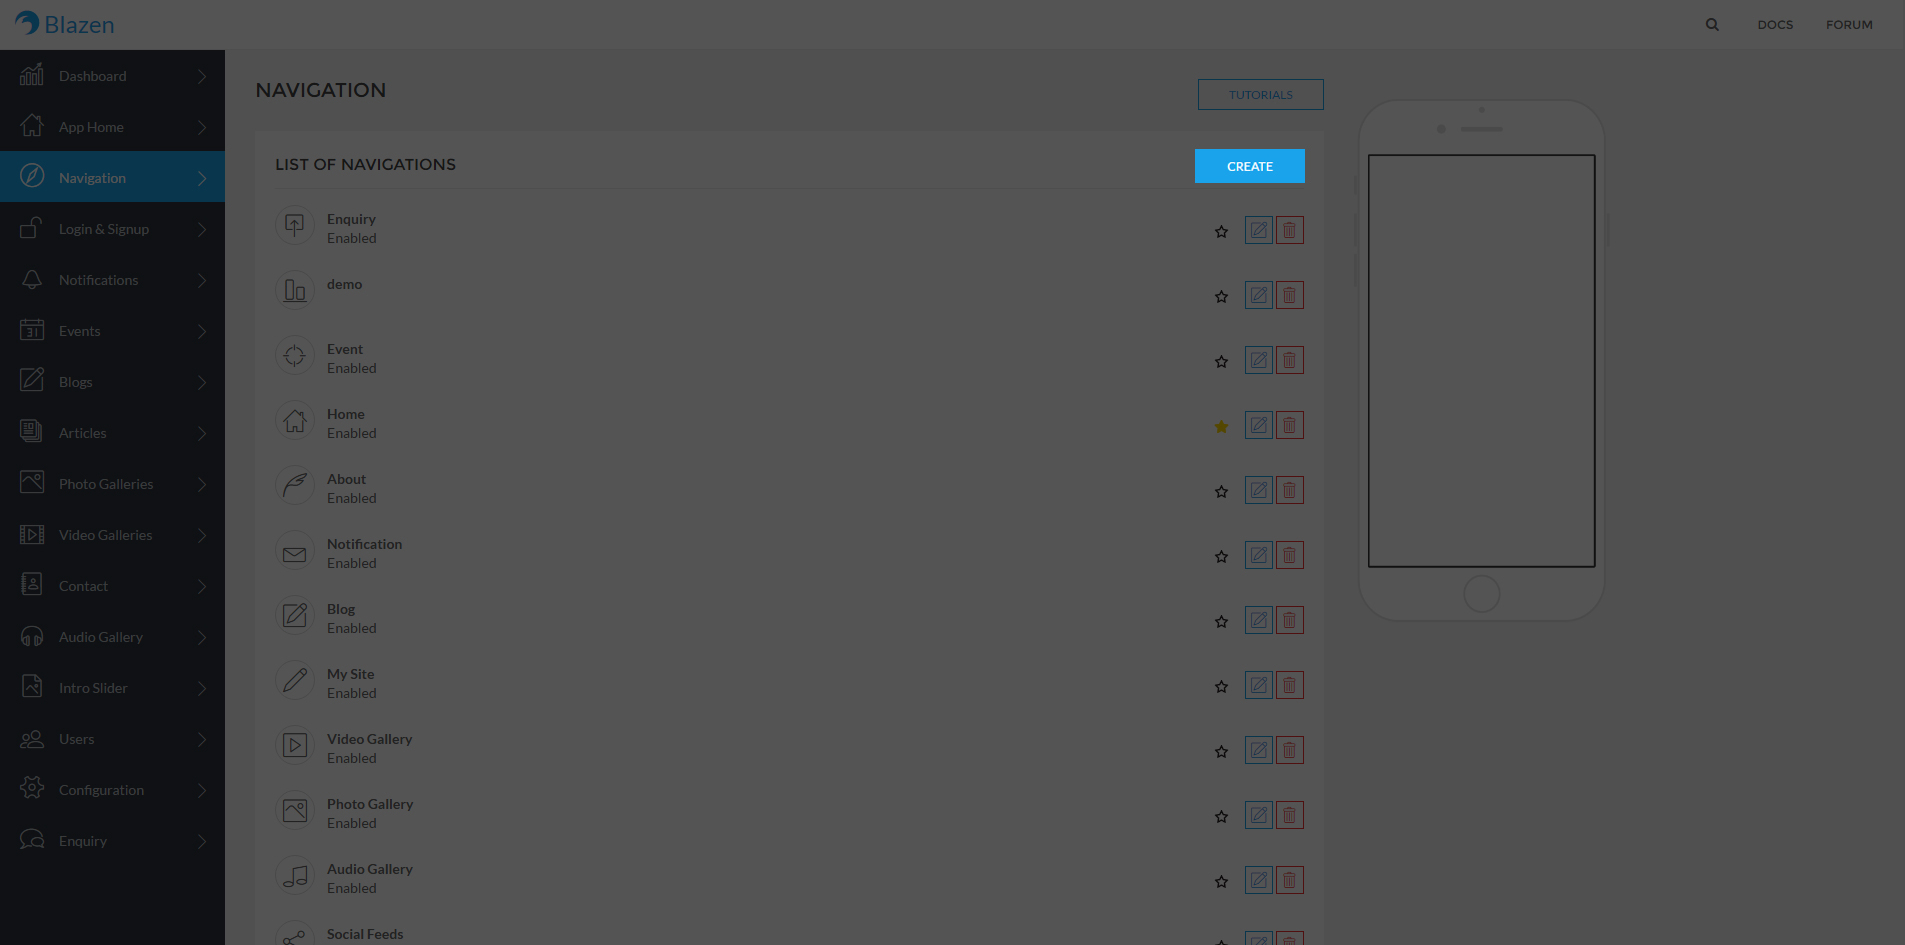 Blazen
DOCS
FORUM
Dashboard
App Home
Navigation
Login & Signup
Notifications
31
Events
Blogs
Articles
Photo Galleries
Video Galleries
Contact
Audio Gallery
Intro Slider
Users
Configuration
Enquiry
NAVIGATION
TUTORIALS
LIST OF NAVIGATIONS
CREATE
Enquiry
Enabled
demo
Event
Enabled
Home
Enabled
About
Enabled
Notification
Enabled
Blog
Enabled
My Site
Enabled
Video Gallery
Enabled
Photo Gallery
Enabled
Audio Gallery
Enabled
Social Feeds